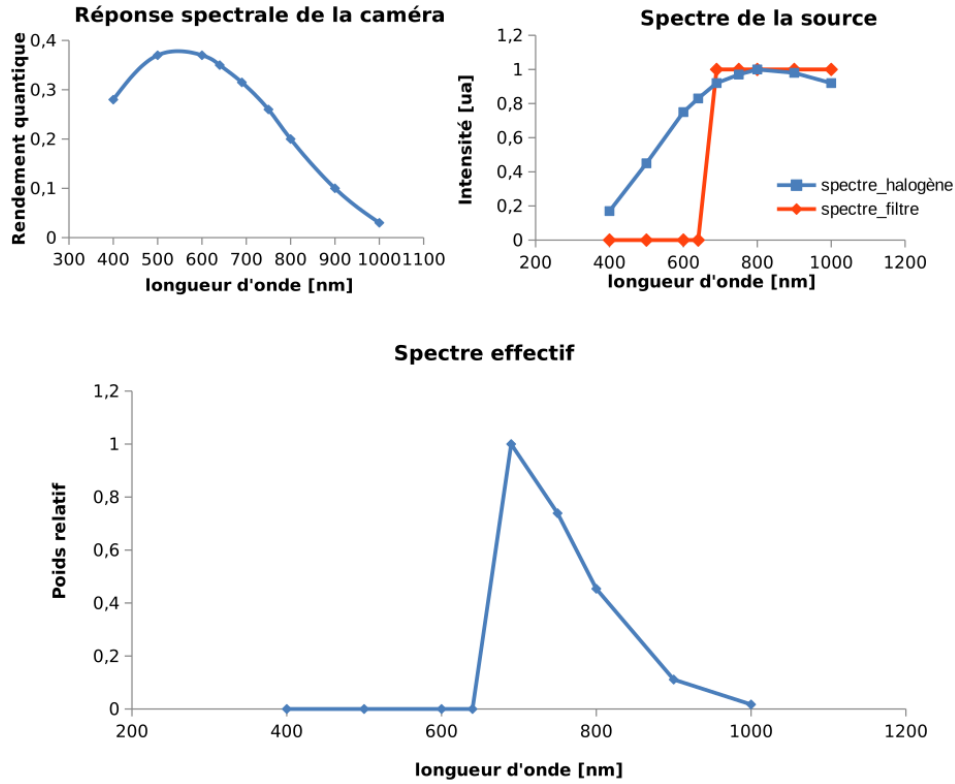 Réponse spectrale de la caméra
Rendement quantique
0,4
0,3
0,2
0,1
0
300 400 500 600 700 800 900 1000 1100
longueur d'onde [nm]
Spectre de la source
Intensité [ua]
1,2
1
0,8
0,6
0,4
0,2
0
200 400 600 800 1000 1200
longueur d'onde [nm]
spectre_halogène
spectre_filtre
Spectre effectif
Poids relatif
1,2
1
0,8
0,6
0,4
0,2
0
200 400 600 800 1000 1200
longueur d'onde [nm]